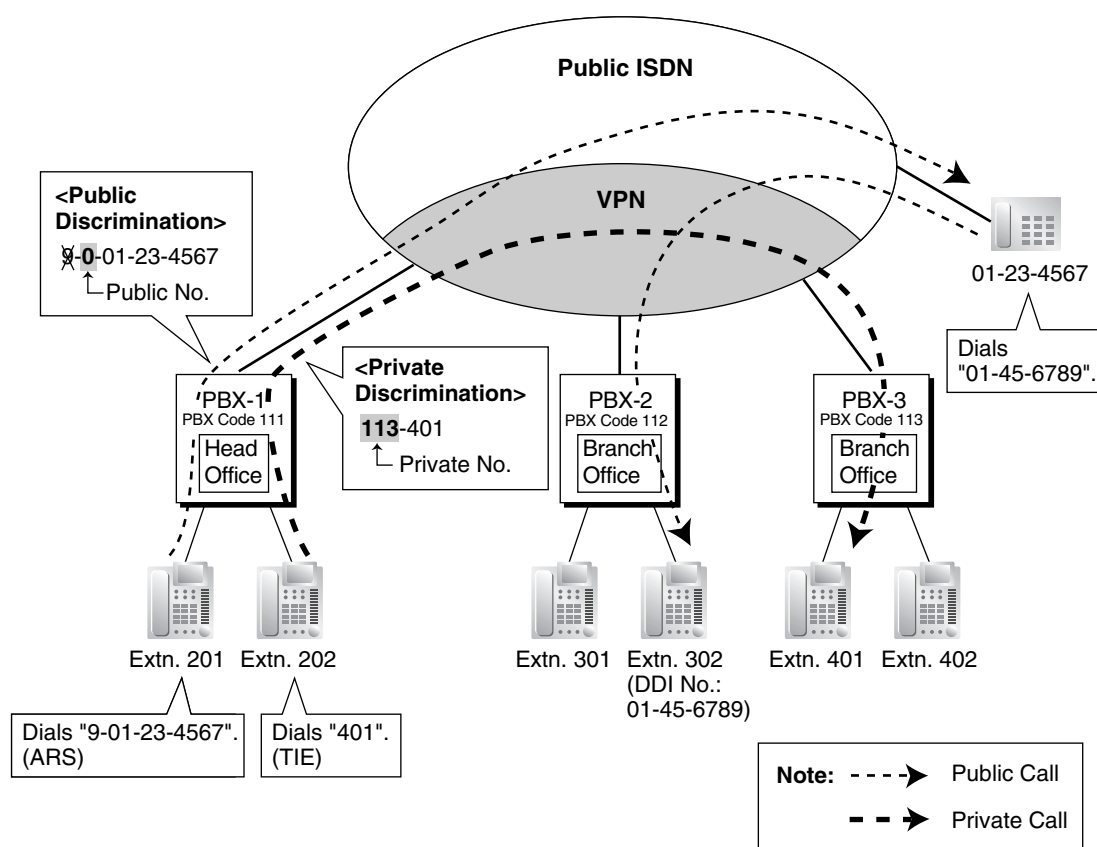 Public ISDN
VPN
<Public
Discrimination>
9-0-01-23-4567
Public No.
01-23-4567
Dials
"01-45-6789".
<Private
Discrimination>
113-401
Private No.
PBX-1
PBX Code 111
Head
Office
PBX-2
PBX Code 112
Branch
Office
PBX-3
PBX Code 113
Branch
Office
Extn. 201
Extn. 202
Extn. 301
Extn. 302
(DDI No.:
01-45-6789)
Extn. 401
Extn. 402
Dials "9-01-23-4567".
(ARS)
Dials "401".
(TIE)
Note:
Public Call
Private Call